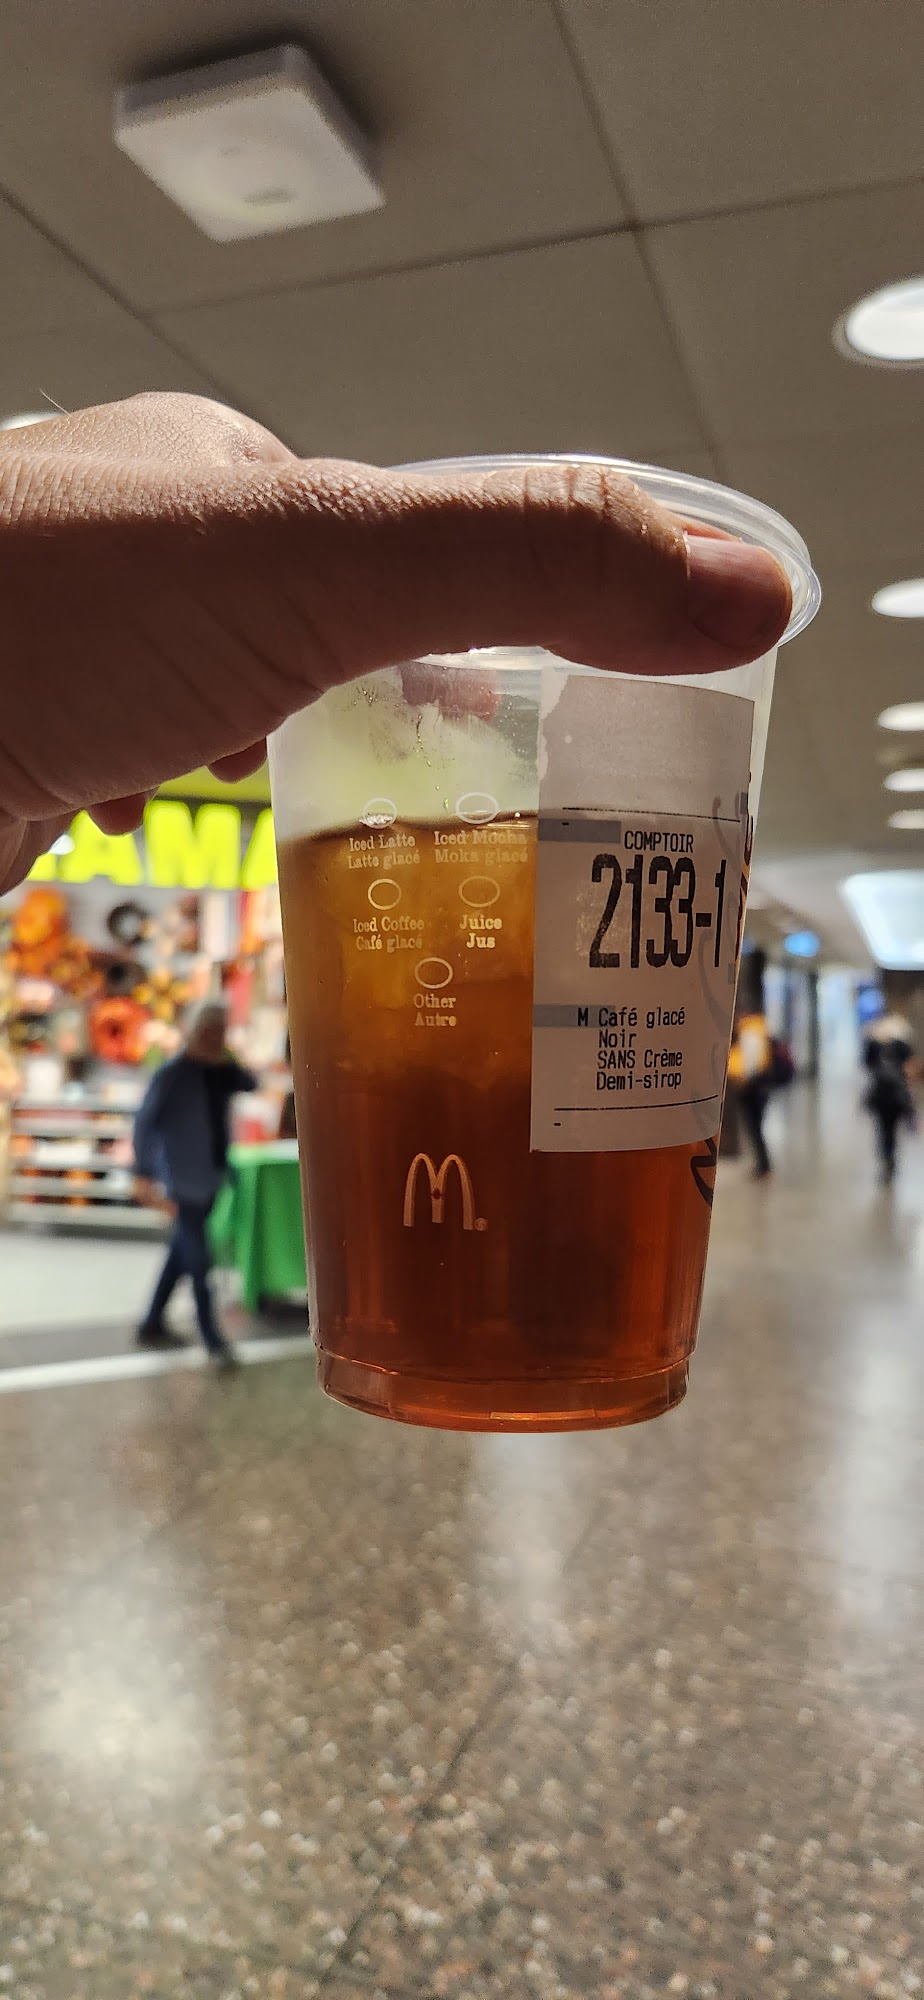 AMA
Iced Latte
Latte glacé
Iced Mocha
Moka glacé
Iced Coffee
Café glacé
Juice
Jus
Other
Autre
M
COMPTOIR
2133-1
M Café glacé
Noir
SANS Crème
Demi-sirop